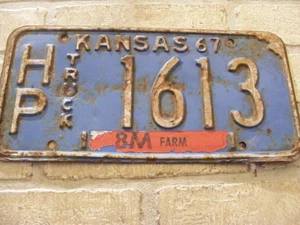 KANSAS 67
HP TRUCK 1613
8M FARM